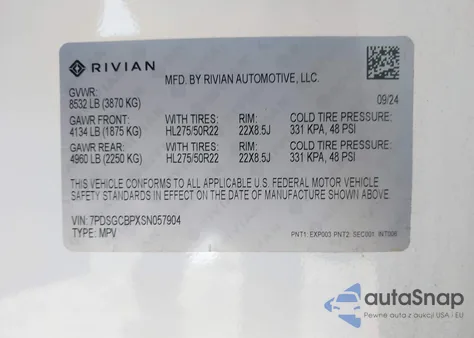 RIVIAN
MFD. BY RIVIAN AUTOMOTIVE, LLC.
GVWR:
8532 LB (3870 KG)
09/24
GAWR FRONT: WITH TIRES: RIM: COLD TIRE PRESSURE:
4134 LB (1875 KG) HL275/50R22 22X8.5J 331 KPA, 48 PSI
GAWR REAR: WITH TIRES: RIM: COLD TIRE PRESSURE:
4960 LB (2250 KG) HL275/50R22 22X8.5J 331 KPA, 48 PSI
THIS VEHICLE CONFORMS TO ALL APPLICABLE U.S. FEDERAL MOTOR VEHICLE
SAFETY STANDARDS IN EFFECT ON THE DATE OF MANUFACTURE SHOWN ABOVE.
VIN: 7PDSGCBPXSN057904
TYPE: MPV
PNT1: EXP003 PNT2: SEC001 INT006
autoSnap
Pewne auta z aukcji USA i EU